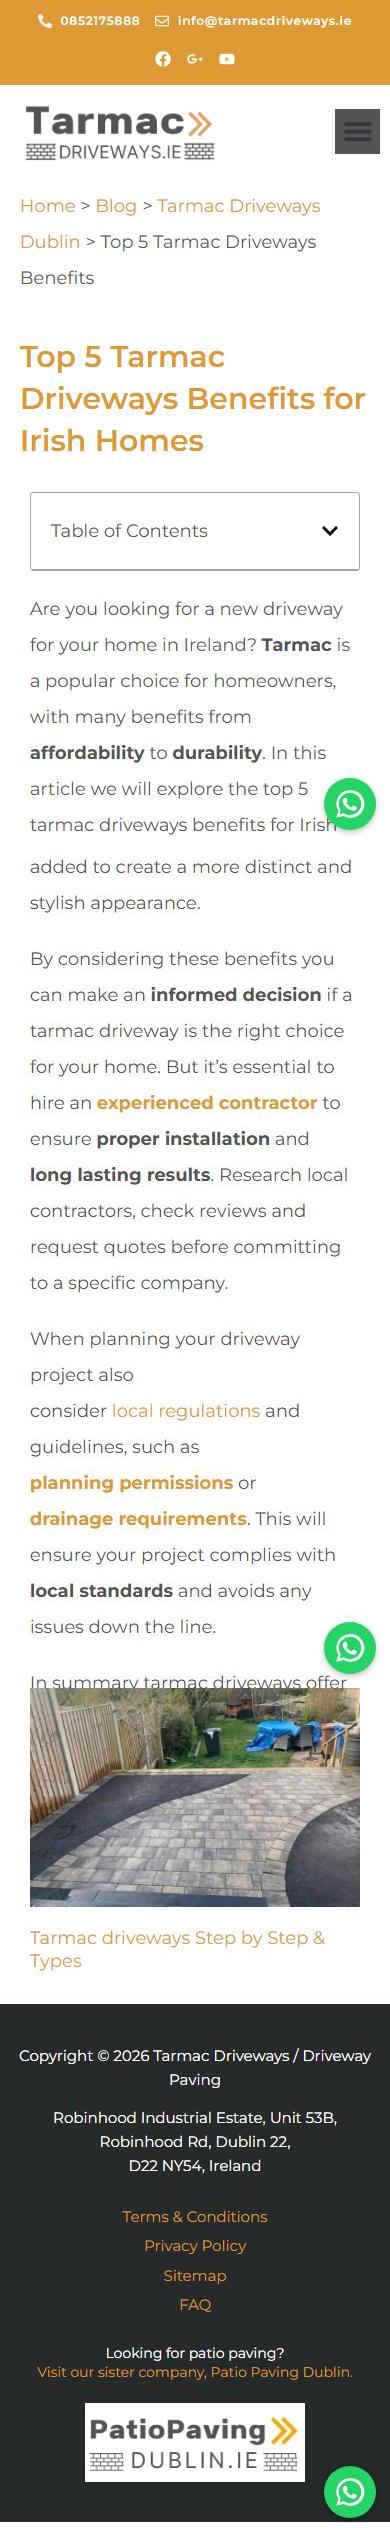 0852175888 info@tarmacdriveways.ie
Tarmac
DRIVEWAYS.IE
Home > Blog > Tarmac Driveways
Dublin > Top 5 Tarmac Driveways
Benefits
Top 5 Tarmac
Driveways Benefits for
Irish Homes
Table of Contents
Are you looking for a new driveway
for your home in Ireland? Tarmac is
a popular choice for homeowners,
with many benefits from
affordability to durability. In this
article we will explore the top 5
tarmac driveways benefits for Irish
added to create a more distinct and
stylish appearance.
By considering these benefits you
can make an informed decision if a
tarmac driveway is the right choice
for your home. But it’s essential to
hire an experienced contractor to
ensure proper installation and
long lasting results. Research local
contractors, check reviews and
request quotes before committing
to a specific company.
When planning your driveway
project also
consider local regulations and
guidelines, such as
planning permissions or
drainage requirements. This will
ensure your project complies with
local standards and avoids any
issues down the line.
In summary tarmac driveways offer
Tarmac driveways Step by Step &
Types
Copyright © 2026 Tarmac Driveways / Driveway
Paving
Robinhood Industrial Estate, Unit 53B,
Robinhood Rd, Dublin 22,
D22 NY54, Ireland
Terms & Conditions
Privacy Policy
Sitemap
FAQ
Looking for patio paving?
Visit our sister company, Patio Paving Dublin.
PatioPaving
DUBLIN.IE